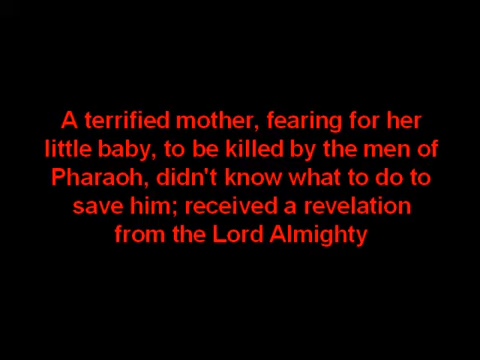 A terrified mother, fearing for her
little baby, to be killed by the men of
Pharaoh, didn't know what to do to
save him; received a revelation
from the Lord Almighty